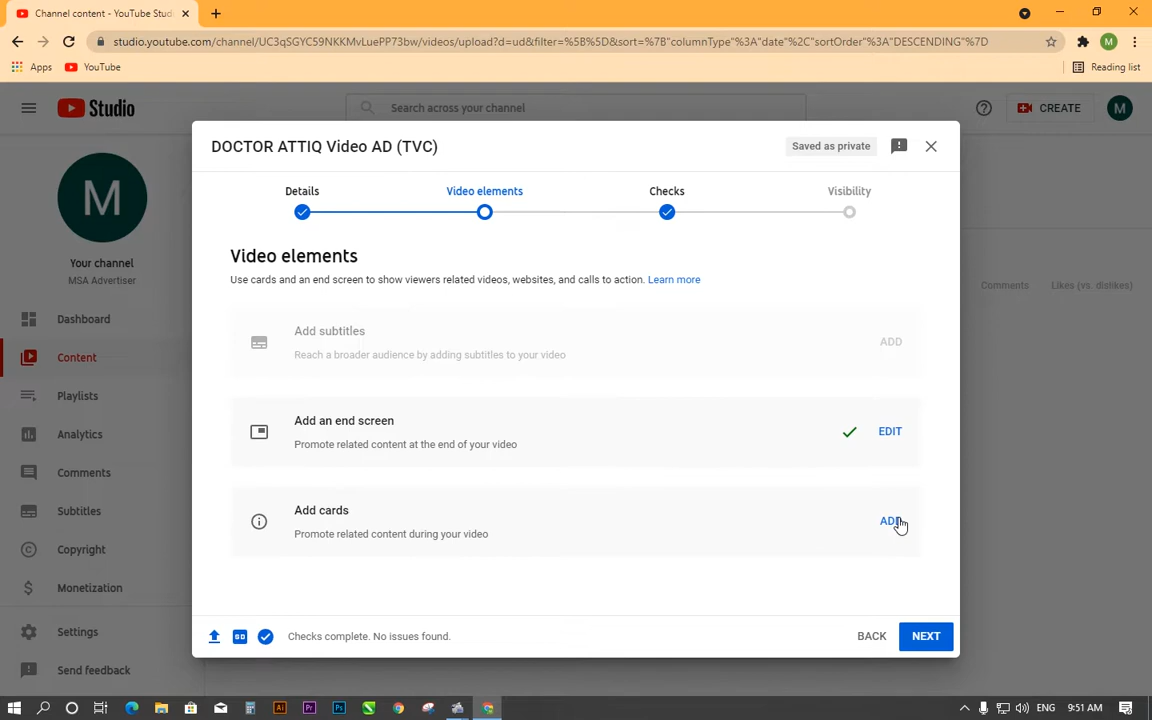 Channel content - YouTube Studio
studio.youtube.com/channel/UC3qSGYC59NKKMvLuePP73bw/videos/upload?d=ud&filter=%5B%5D&sort=%7B"columnType"%3A"date"%2C"sortOrder"%3A"DESCENDING"%7D
M
Apps
YouTube
Reading list
Studio
Search across your channel
CREATE
M
M
Your channel
MSA Advertiser
Dashboard
Content
Playlists
Analytics
Comments
Subtitles
Copyright
Monetization
Settings
Send feedback
Comments
Likes (vs. dislikes)
DOCTOR ATTIQ Video AD (TVC)
Saved as private
Details
Video elements
Checks
Visibility
Video elements
Use cards and an end screen to show viewers related videos, websites, and calls to action. Learn more
Add subtitles
Reach a broader audience by adding subtitles to your video
ADD
Add an end screen
Promote related content at the end of your video
EDIT
Add cards
Promote related content during your video
ADD
Checks complete. No issues found.
BACK
NEXT
Ai
Pr
Ps
ENG
9:51 AM